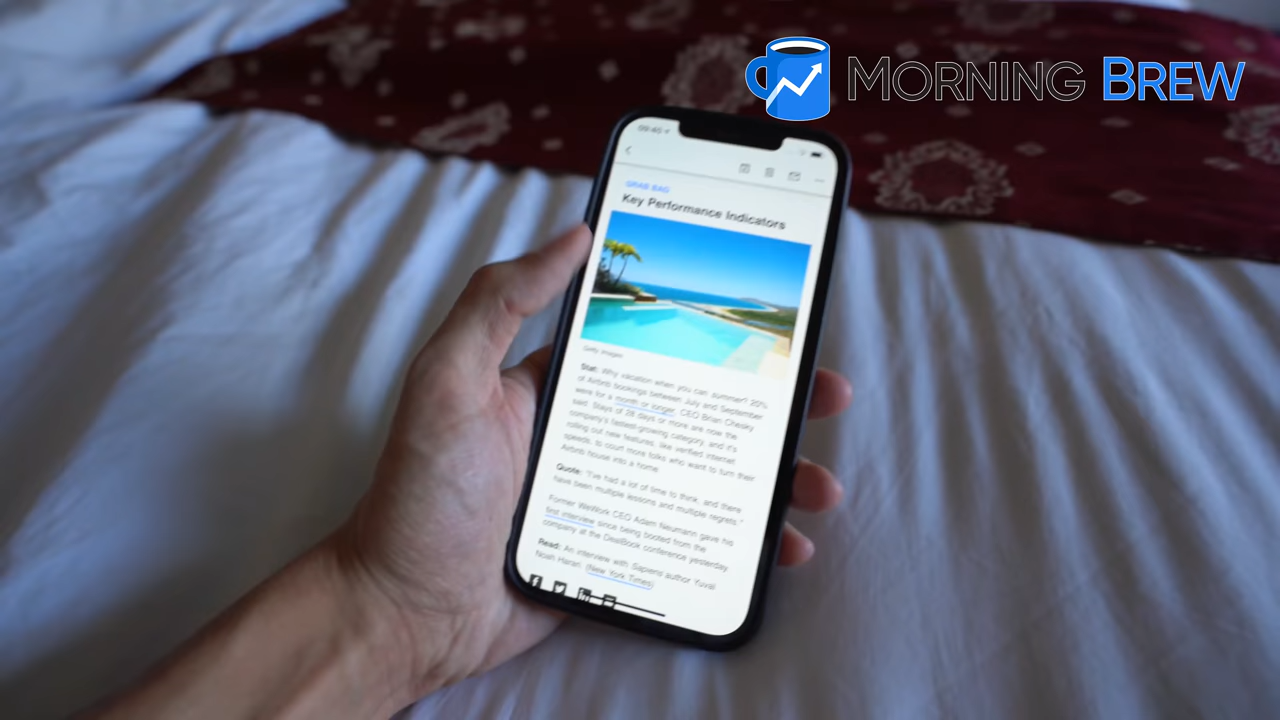 MORNING BREW
09:40
GRAB BAG
Key Performance Indicators
Getty Images
Stat: Why vacation when you can summer? 20%
of Airbnb bookings between July and September
were for a month or longer, CEO Brian Chesky
said. Stays of 28 days or more are now the
company's fastest-growing category, and it's
rolling out new features, like verified internet
speeds, to court more folks who want to turn their
Airbnb house into a home.
Quote: "I've had a lot of time to think, and there
have been multiple lessons and multiple regrets."
Former WeWork CEO Adam Neumann gave his
first interview since being booted from the
company at the DealBook conference yesterday
Read: An interview with Sapiens author Yuval
Noah Harari. (New York Times)